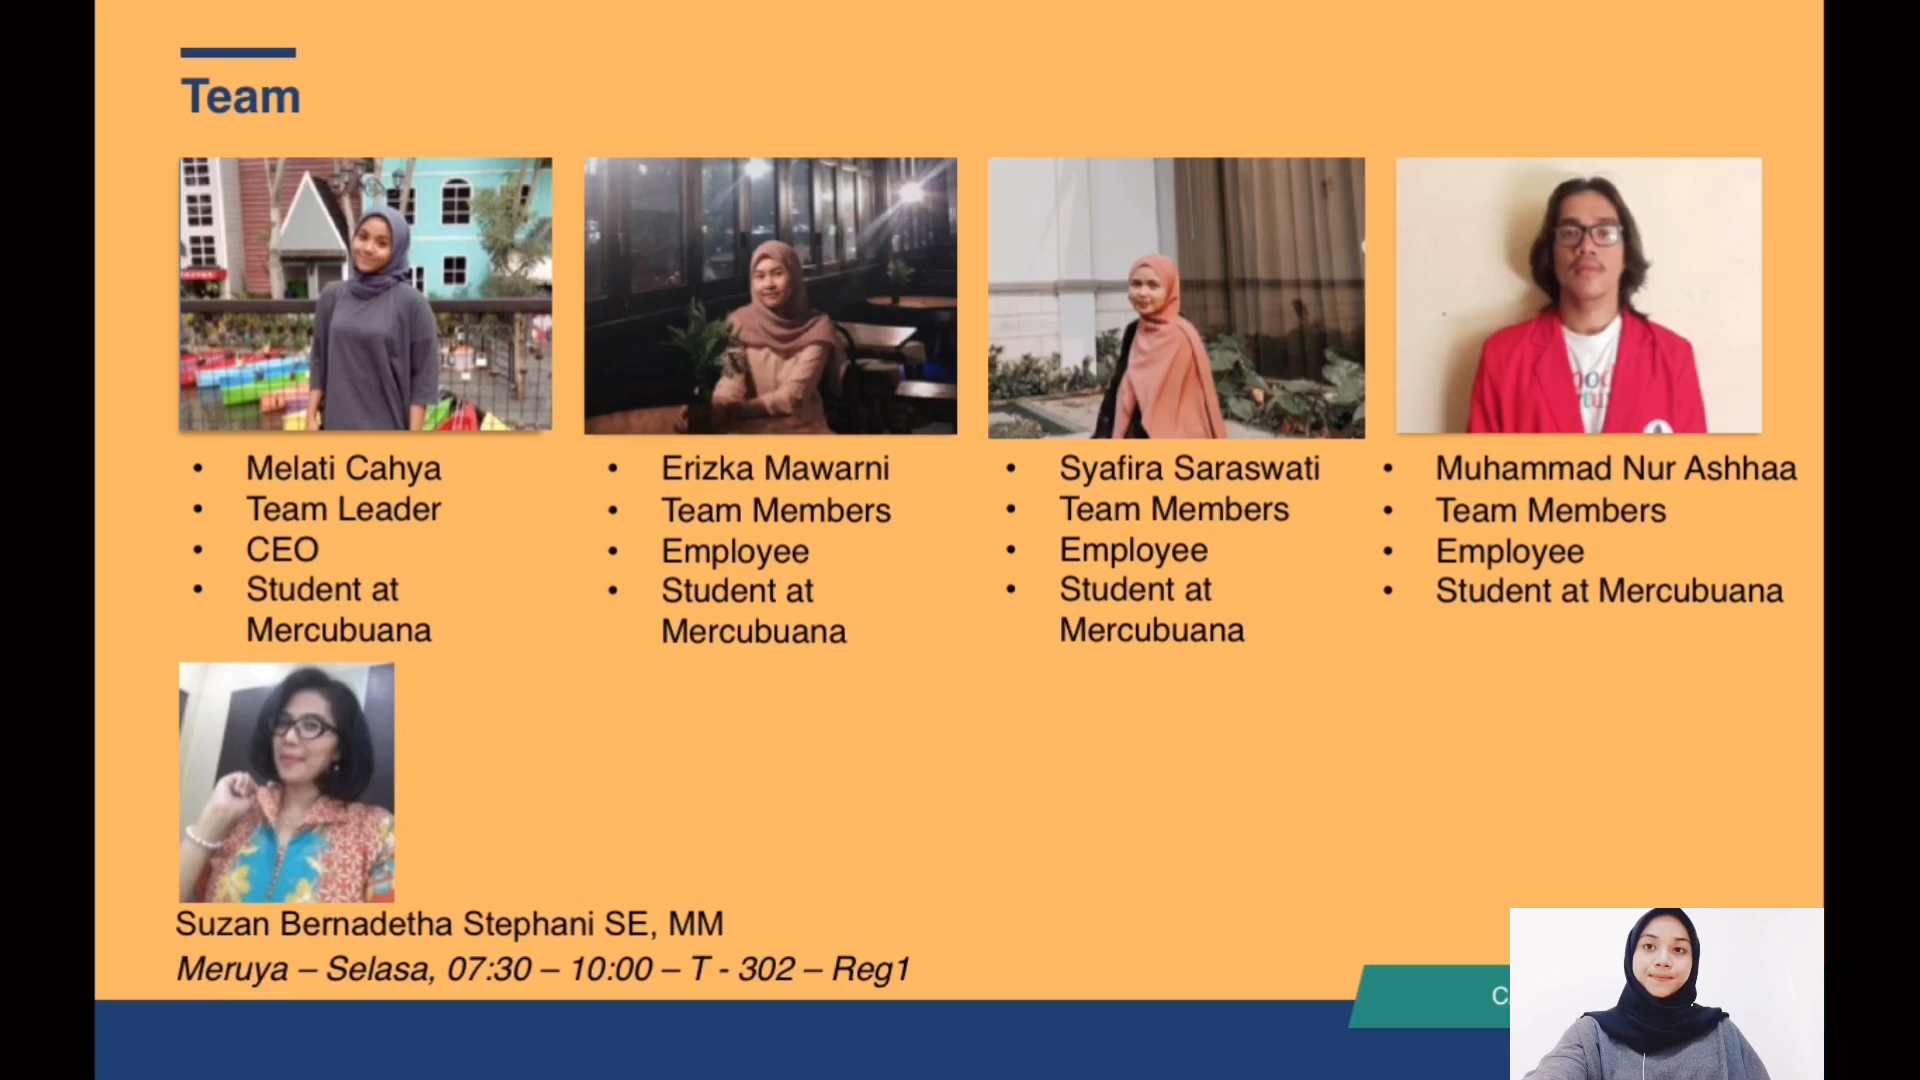 Team
Melati Cahya
Team Leader
CEO
Student at
Mercubuana
Erizka Mawarni
Team Members
Employee
Student at
Mercubuana
Syafira Saraswati
Team Members
Employee
Student at
Mercubuana
Muhammad Nur Ashhaa
Team Members
Employee
Student at Mercubuana
Suzan Bernadetha Stephani SE, MM
Meruya – Selasa, 07:30 – 10:00 – T - 302 – Reg1